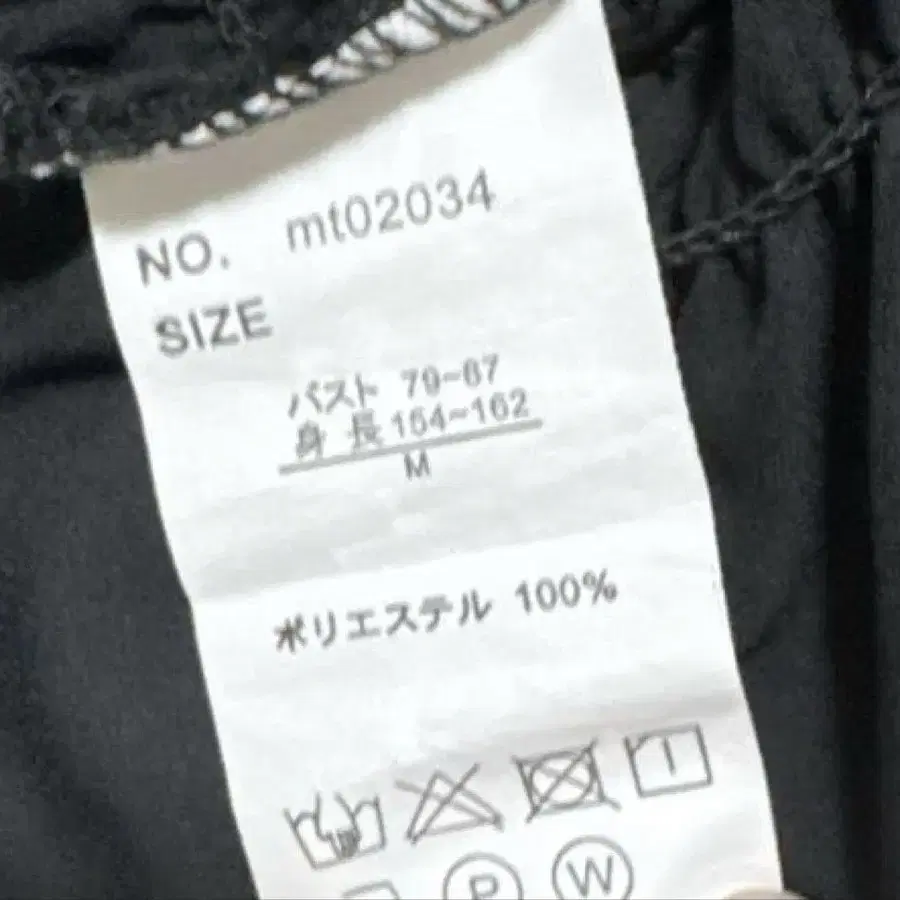 NO. mt02034
SIZE
バスト 79~87
身 長 154~162
M
ポリエステル 100%
P W